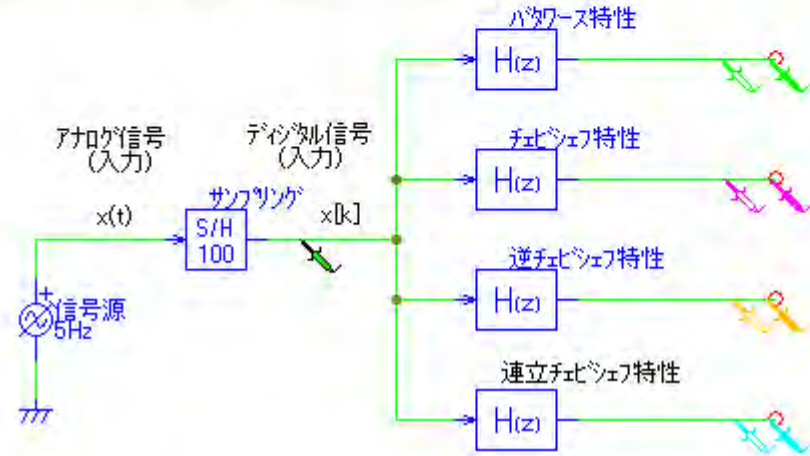 バタワース特性
H(z)
アナログ信号
(入力)
ディジタル信号
(入力)
チェビシェフ特性
H(z)
サンプリング
x(t)
S/H
100
x[k]
逆チェビシェフ特性
H(z)
信号源
5Hz
連立チェビシェフ特性
H(z)